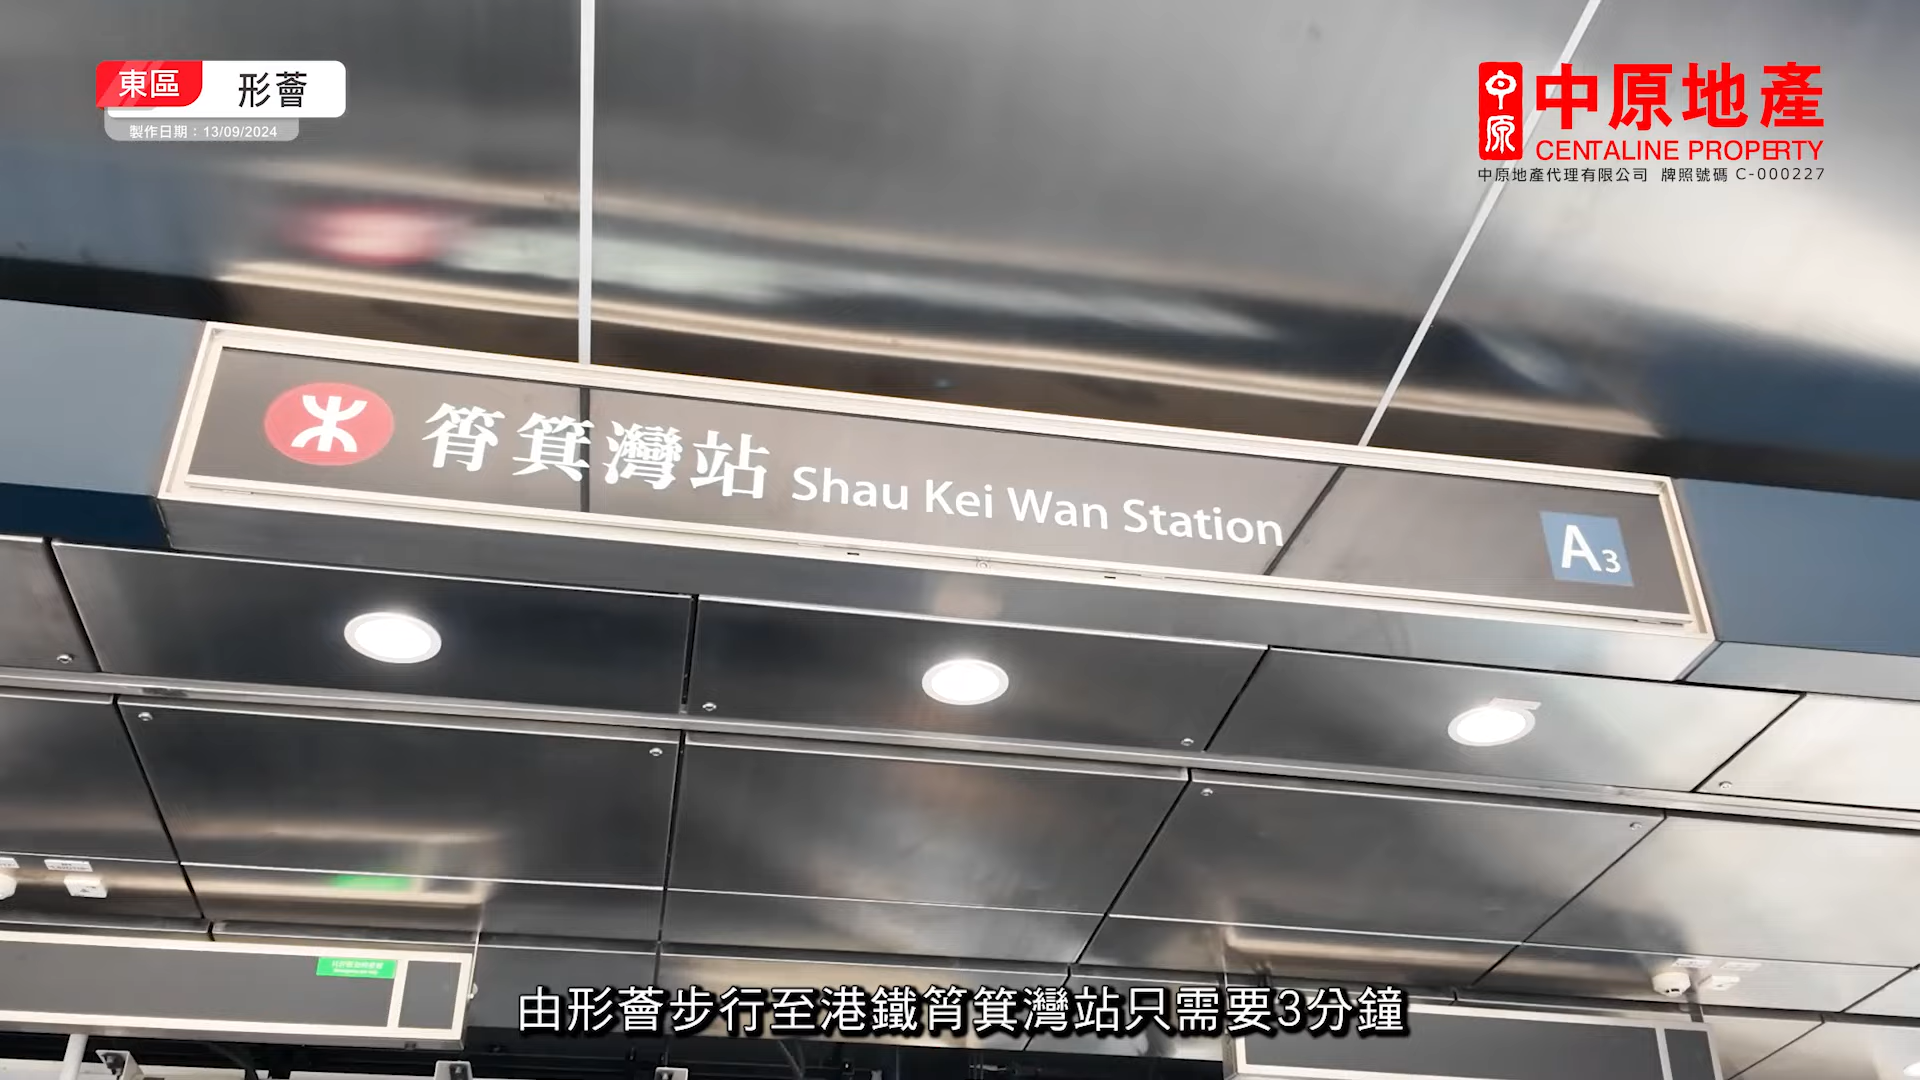 東區 形薈
製作日期：13/09/2024
中原
中原地產
CENTALINE PROPERTY
中原地產代理有限公司 牌照號碼 C-000227
筲箕灣站 Shau Kei Wan Station A3
由形薈步行至港鐵筲箕灣站只需要3分鐘